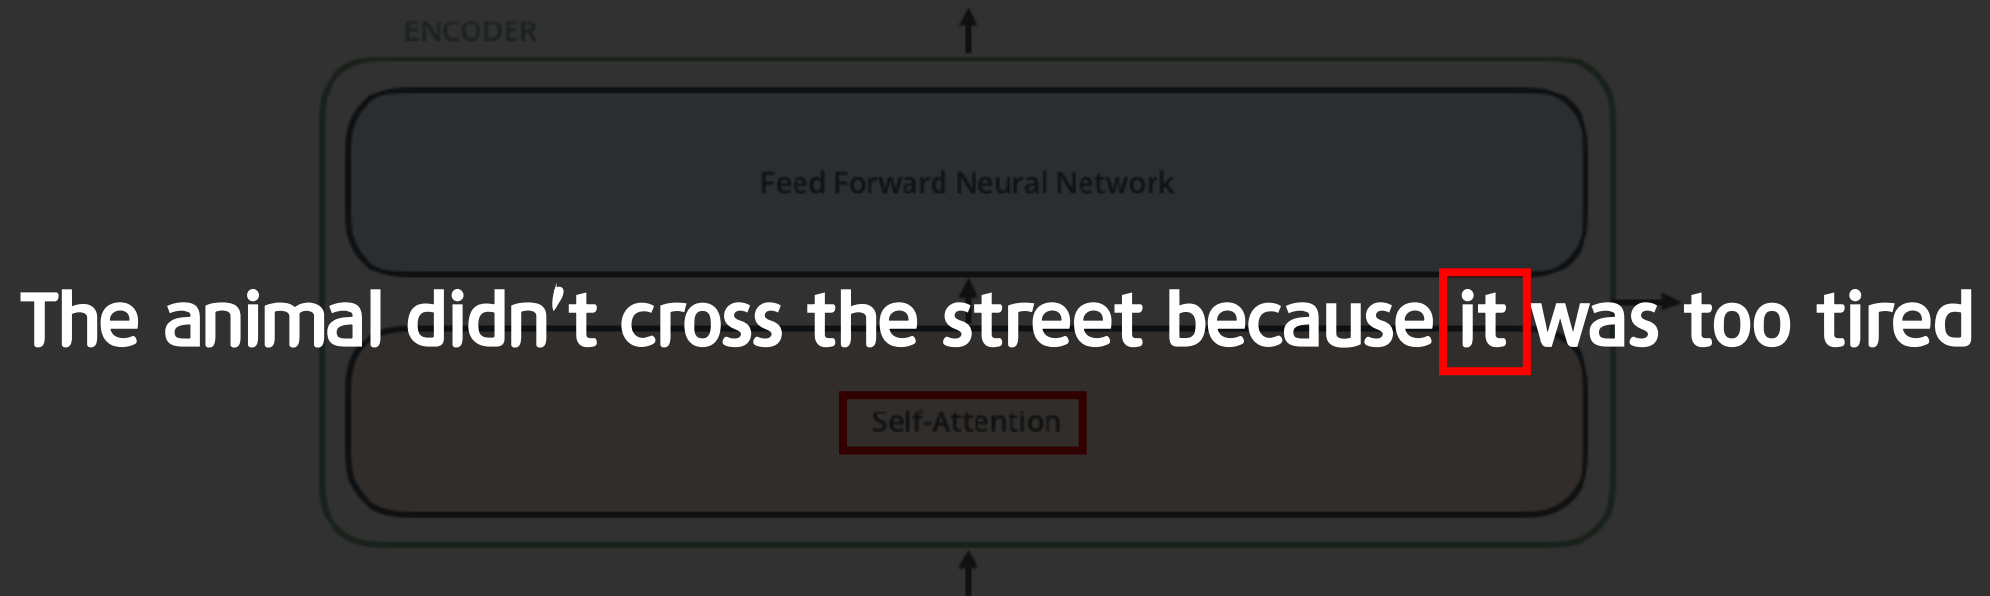 ENCODER
Feed Forward Neural Network
The animal didn't cross the street because it was too tired
Self-Attention